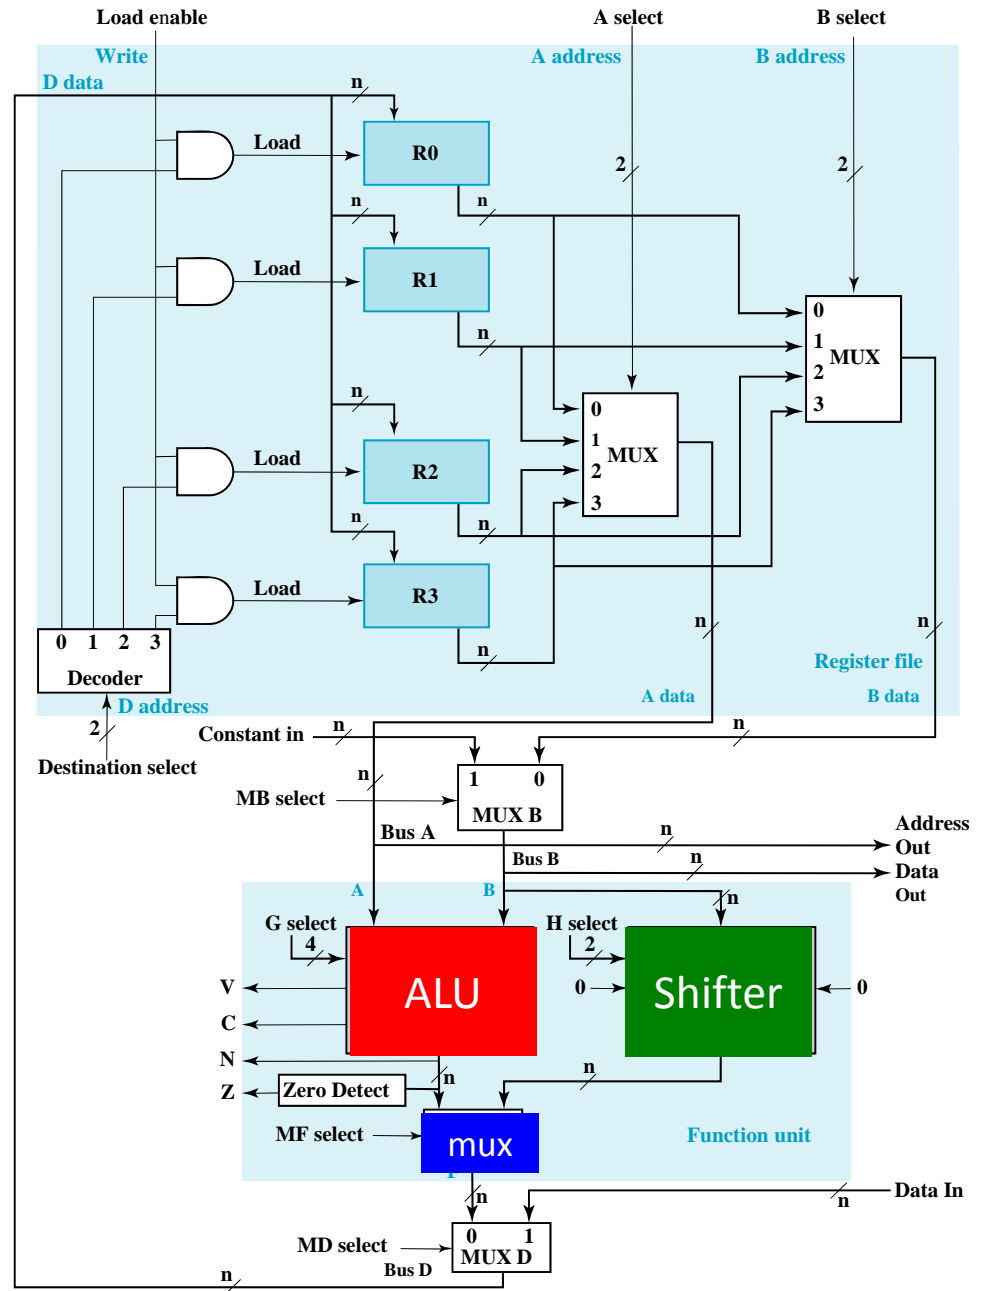 Load enable
A select
B select
Write
A address
B address
D data
n
Load
R0
2
2
n
n
Load
R1
0
1
MUX
2
3
n
n
0
1
MUX
2
3
Load
R2
n
n
Load
R3
n
n
n
0 1 2 3
Decoder
Register file
D address
A data
B data
2
Constant in
n
n
Destination select
n
1 0
MB select
MUX B
Bus A
n
Address
Out
Bus B
n
Data
Out
A
B
n
G select
4
H select
2
ALU
Shifter
V
0
0
C
N
n
n
Z
Zero Detect
MF select
mux
Function unit
n
n
Data In
0 1
MD select
MUX D
Bus D
n